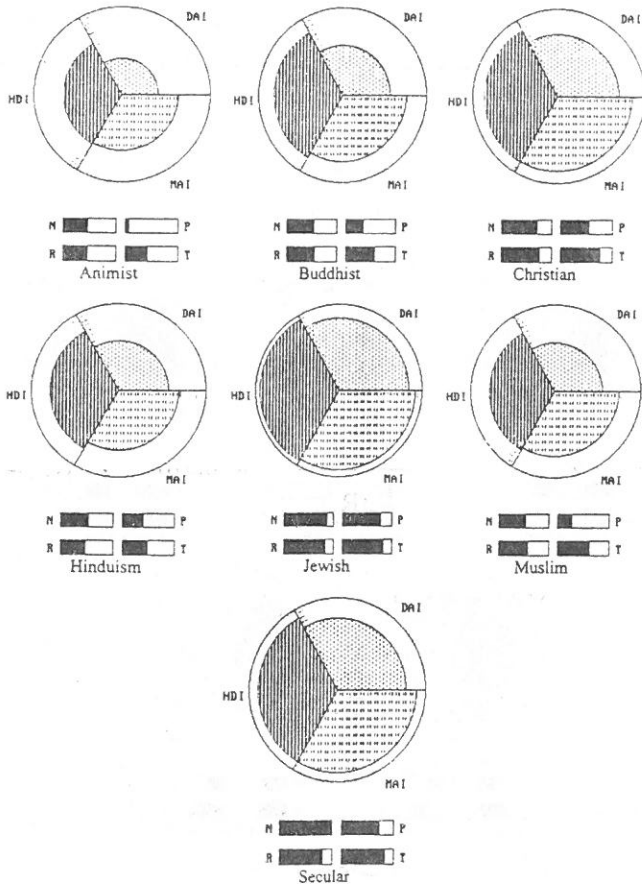 DAI DAI DAI
HDI HDI HDI
MAI MAI MAI
N P N P N P
R T R T R T
Animist Buddhist Christian
DAI DAI DAI
HDI HDI HDI
MAI MAI MAI
N P N P N P
R T R T R T
Hinduism Jewish Muslim
DAI
HDI
MAI
N P
R T
Secular